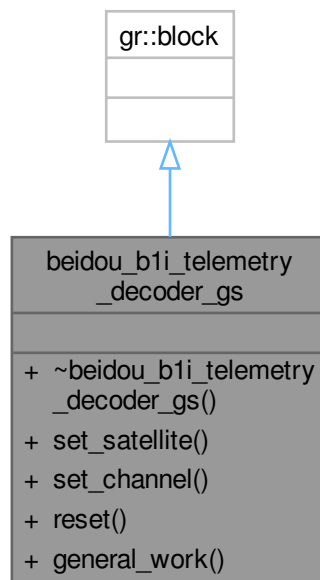 gr::block
beidou_b1i_telemetry
_decoder_gs
+ ~beidou_b1i_telemetry
_decoder_gs()
+ set_satellite()
+ set_channel()
+ reset()
+ general_work()